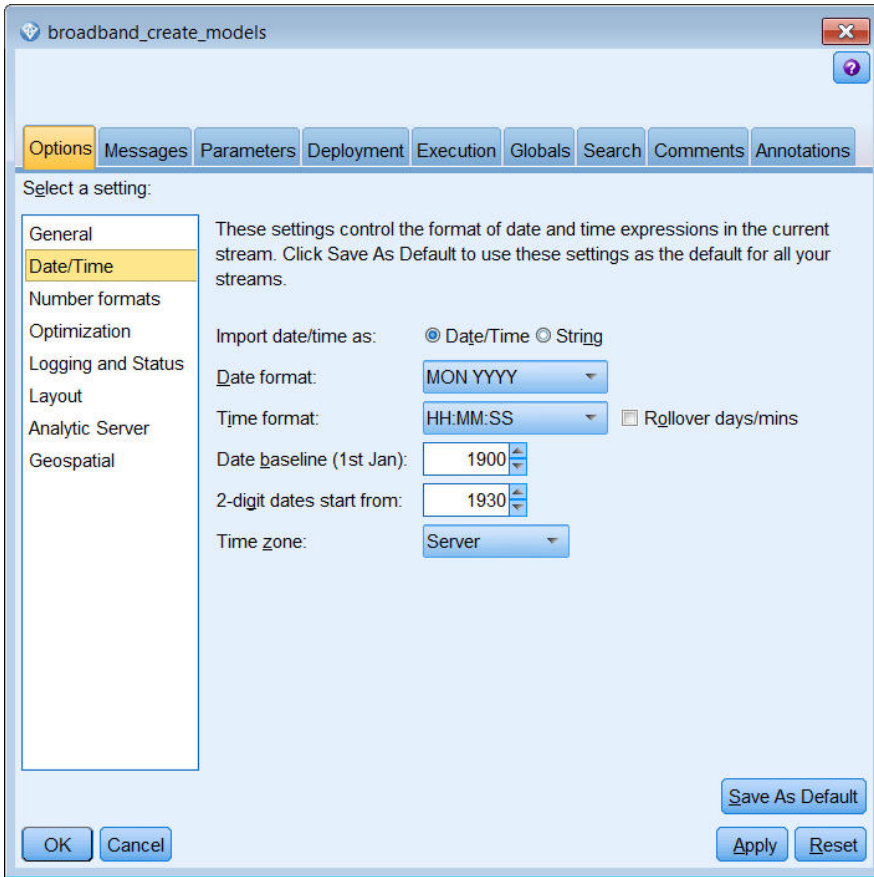 broadband_create_models
Options Messages Parameters Deployment Execution Globals Search Comments Annotations
Select a setting:
General
Date/Time
Number formats
Optimization
Logging and Status
Layout
Analytic Server
Geospatial
These settings control the format of date and time expressions in the current
stream. Click Save As Default to use these settings as the default for all your
streams.
Import date/time as: Date/Time String
Date format: MON YYYY
Time format: HH:MM:SS Rollover days/mins
Date baseline (1st Jan): 1900
2-digit dates start from: 1930
Time zone: Server
Save As Default
OK Cancel Apply Reset